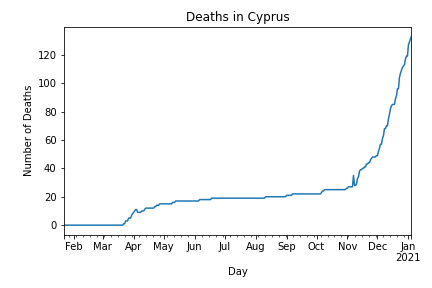 Deaths in Cyprus
Number of Deaths
120
100
80
60
40
20
0
Feb Mar Apr May Jun Jul Aug Sep Oct Nov Dec Jan
2021
Day